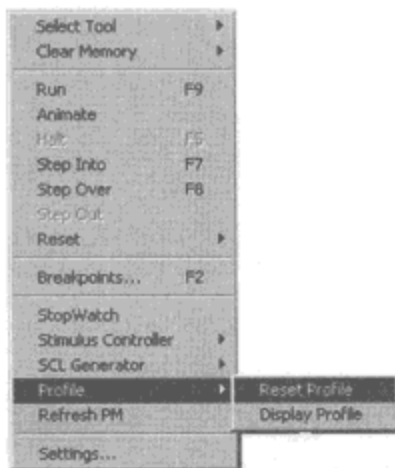 Select Tool
Clear Memory
Run F9
Animate
Halt F5
Step Into F7
Step Over F8
Step Out
Reset
Breakpoints... F2
StopWatch
Stimulus Controller
SCL Generator
Profile
Reset Profile
Refresh PM
Display Profile
Settings...